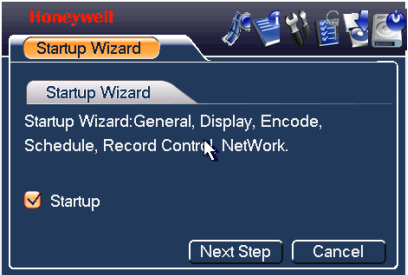 Honeywell
Startup Wizard
Startup Wizard
Startup Wizard:General, Display, Encode,
Schedule, Record Control, NetWork.
Startup
Next Step
Cancel